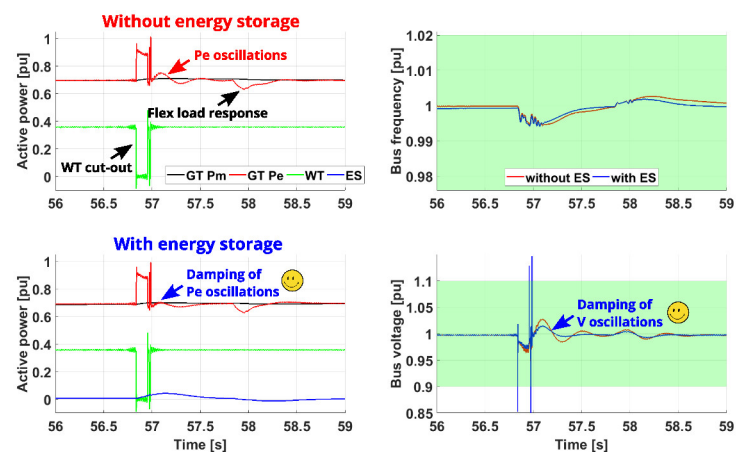 Without energy storage
Active power [pu]
1
0.8
0.6
0.4
0.2
0
Pe oscillations
Flex load response
WT cut-out
GT Pm GT Pe WT ES
56 56.5 57 57.5 58 58.5 59
Bus frequency [pu]
1.02
1.01
1
0.99
0.98
without ES with ES
56 56.5 57 57.5 58 58.5 59
With energy storage
Active power [pu]
1
0.8
0.6
0.4
0.2
0
Damping of
Pe oscillations
56 56.5 57 57.5 58 58.5 59
Time [s]
Bus voltage [pu]
1.1
1.05
1
0.95
0.9
0.85
Damping of
V oscillations
56 56.5 57 57.5 58 58.5 59
Time [s]